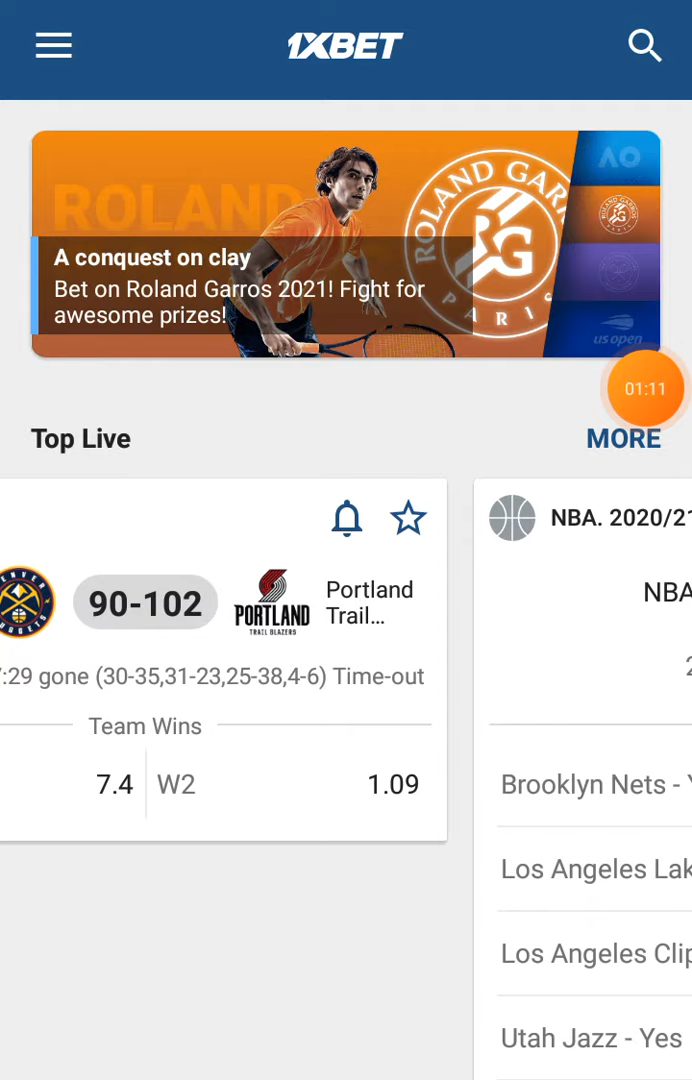 1XBET
ROLAND
ROLAND GARROS
RG
PARIS
AO
A conquest on clay
Bet on Roland Garros 2021! Fight for
awesome prizes!
us open
01:11
Top Live
MORE
NBA. 2020/21
90-102
PORTLAND
TRAIL BLAZERS
Portland
Trail...
NBA
:29 gone (30-35,31-23,25-38,4-6) Time-out
Team Wins
7.4 W2 1.09
Brooklyn Nets -
Los Angeles Lak
Los Angeles Clip
Utah Jazz - Yes